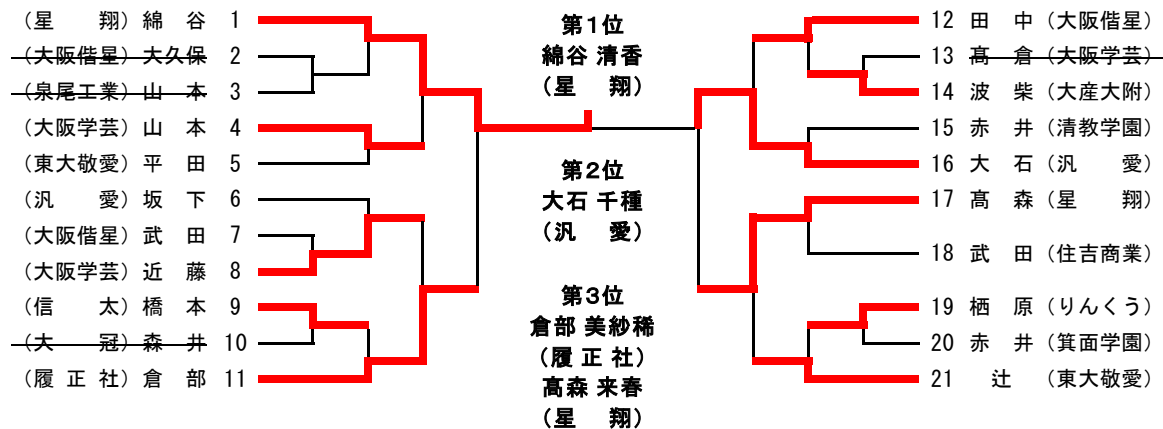 （星　翔）綿谷 1
（大阪偕星）大久保 2
（泉尾工業）山本 3
（大阪学芸）山本 4
（東大敬愛）平田 5
（汎　愛）坂下 6
（大阪偕星）武田 7
（大阪学芸）近藤 8
（信　太）橋本 9
（大　冠）森井 10
（履正社）倉部 11
第1位
綿谷 清香
（星　翔）
第2位
大石 千種
（汎　愛）
第3位
倉部 美紗稀
（履正社）
髙森 来春
（星　翔）
12 田中（大阪偕星）
13 髙倉（大阪学芸）
14 波柴（大産大附）
15 赤井（清教学園）
16 大石（汎　愛）
17 髙森（星　翔）
18 武田（住吉商業）
19 栖原（りんくう）
20 赤井（箕面学園）
21 辻（東大敬愛）